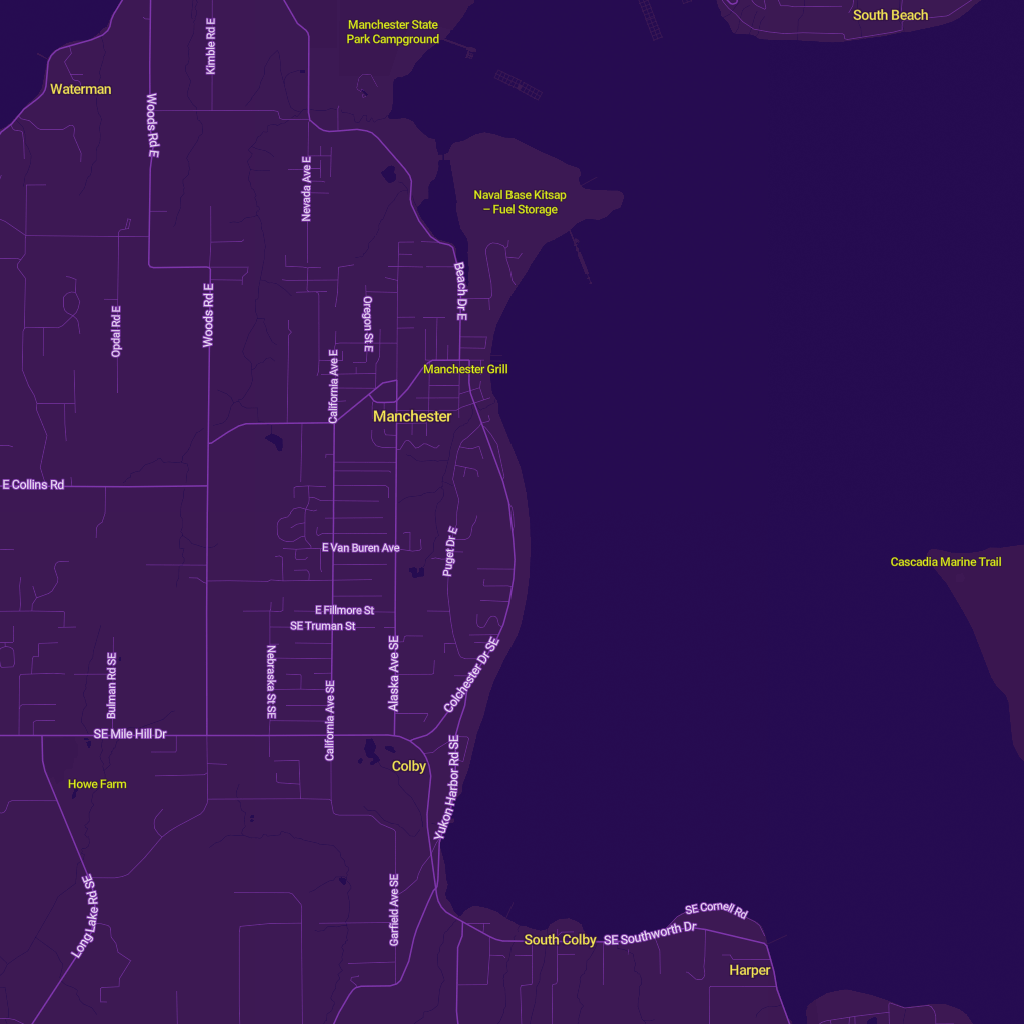 South Beach
Manchester State
Park Campground
Kimble Rd E
Waterman
Woods Rd E
Nevada Ave E
Naval Base Kitsap
– Fuel Storage
Beach Dr E
Woods Rd E
Opdal Rd E
Oregon St E
California Ave E
Manchester Grill
Manchester
E Collins Rd
E Van Buren Ave
Puget Dr E
Cascadia Marine Trail
E Fillmore St
SE Truman St
Nebraska St SE
Bulman Rd SE
Alaska Ave SE
Colchester Dr SE
California Ave SE
SE Mile Hill Dr
Colby
Yukon Harbor Rd SE
Howe Farm
Long Lake Rd SE
Garfield Ave SE
SE Cornell Rd
South Colby
SE Southworth Dr
Harper